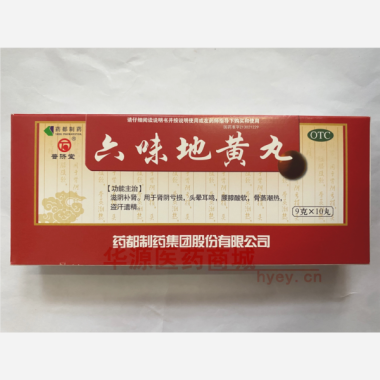 请仔细阅读说明书并按说明使用或在药师指导下购买和使用
药都制药
普济堂
OTC
六味地黄丸
【功能主治】
滋阴补肾。用于肾阴亏损，头晕耳鸣，腰膝酸软，骨蒸潮热，
盗汗遗精。
9克×10丸
药都制药集团股份有限公司
华源医药商城
hyey.cn